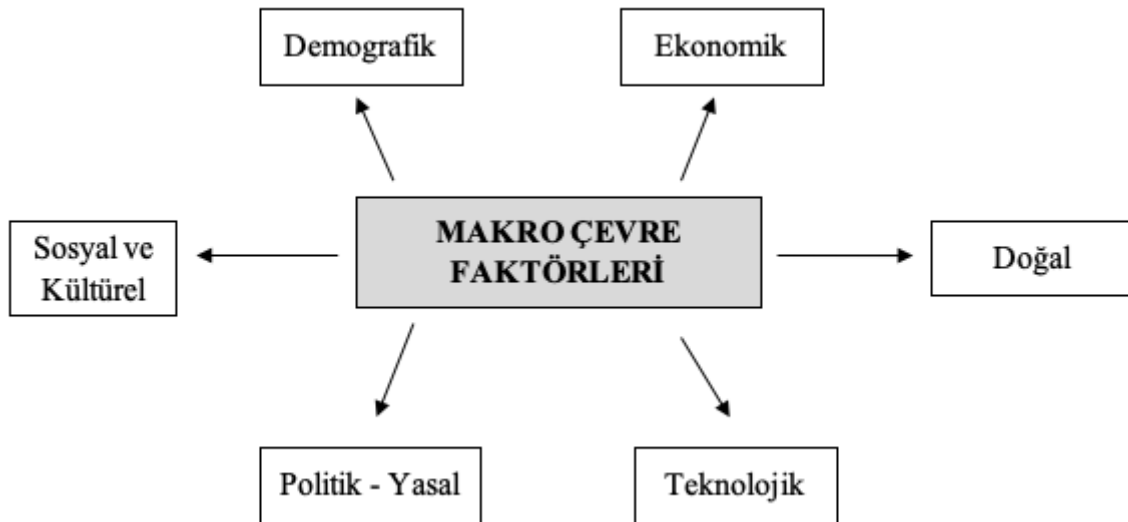 Demografik
Ekonomik
MAKRO ÇEVRE
FAKTÖRLERİ
Sosyal ve
Kültürel
Doğal
Politik - Yasal
Teknolojik